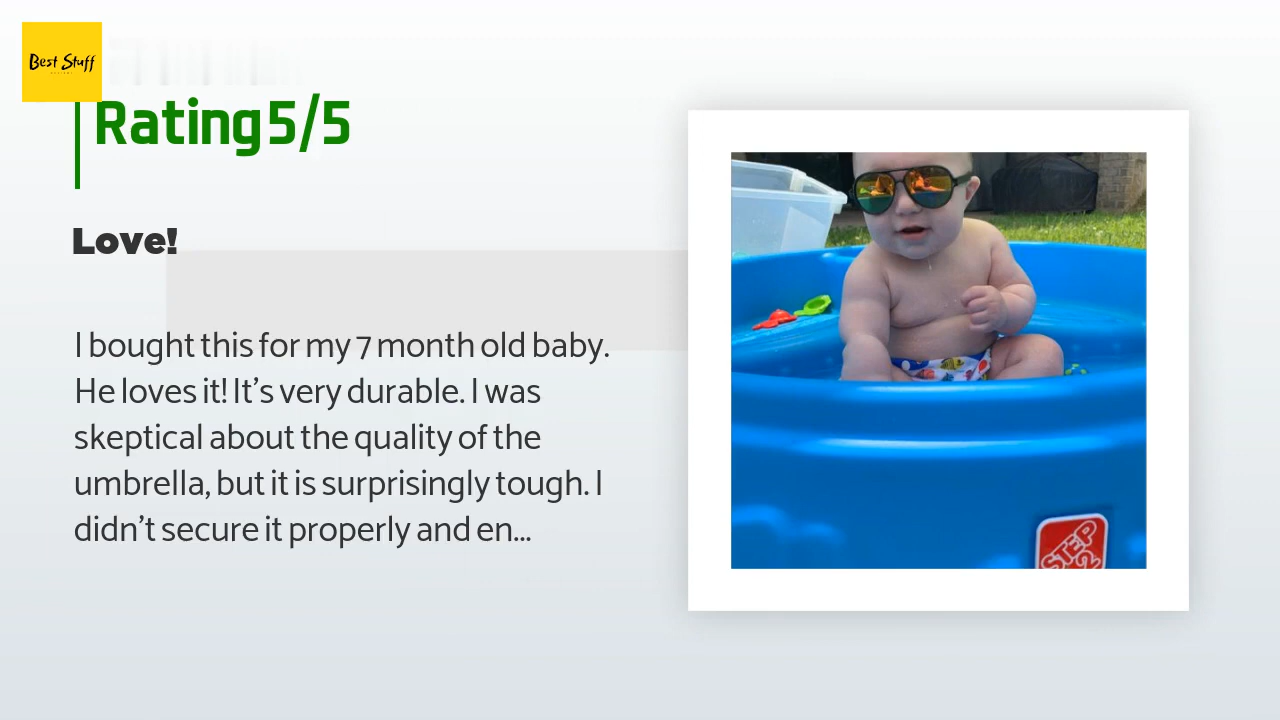 Best Stuff
Rating 5/5
Love!
I bought this for my 7 month old baby.
He loves it! It's very durable. I was
skeptical about the quality of the
umbrella, but it is surprisingly tough. I
didn't secure it properly and en...
STEP
2